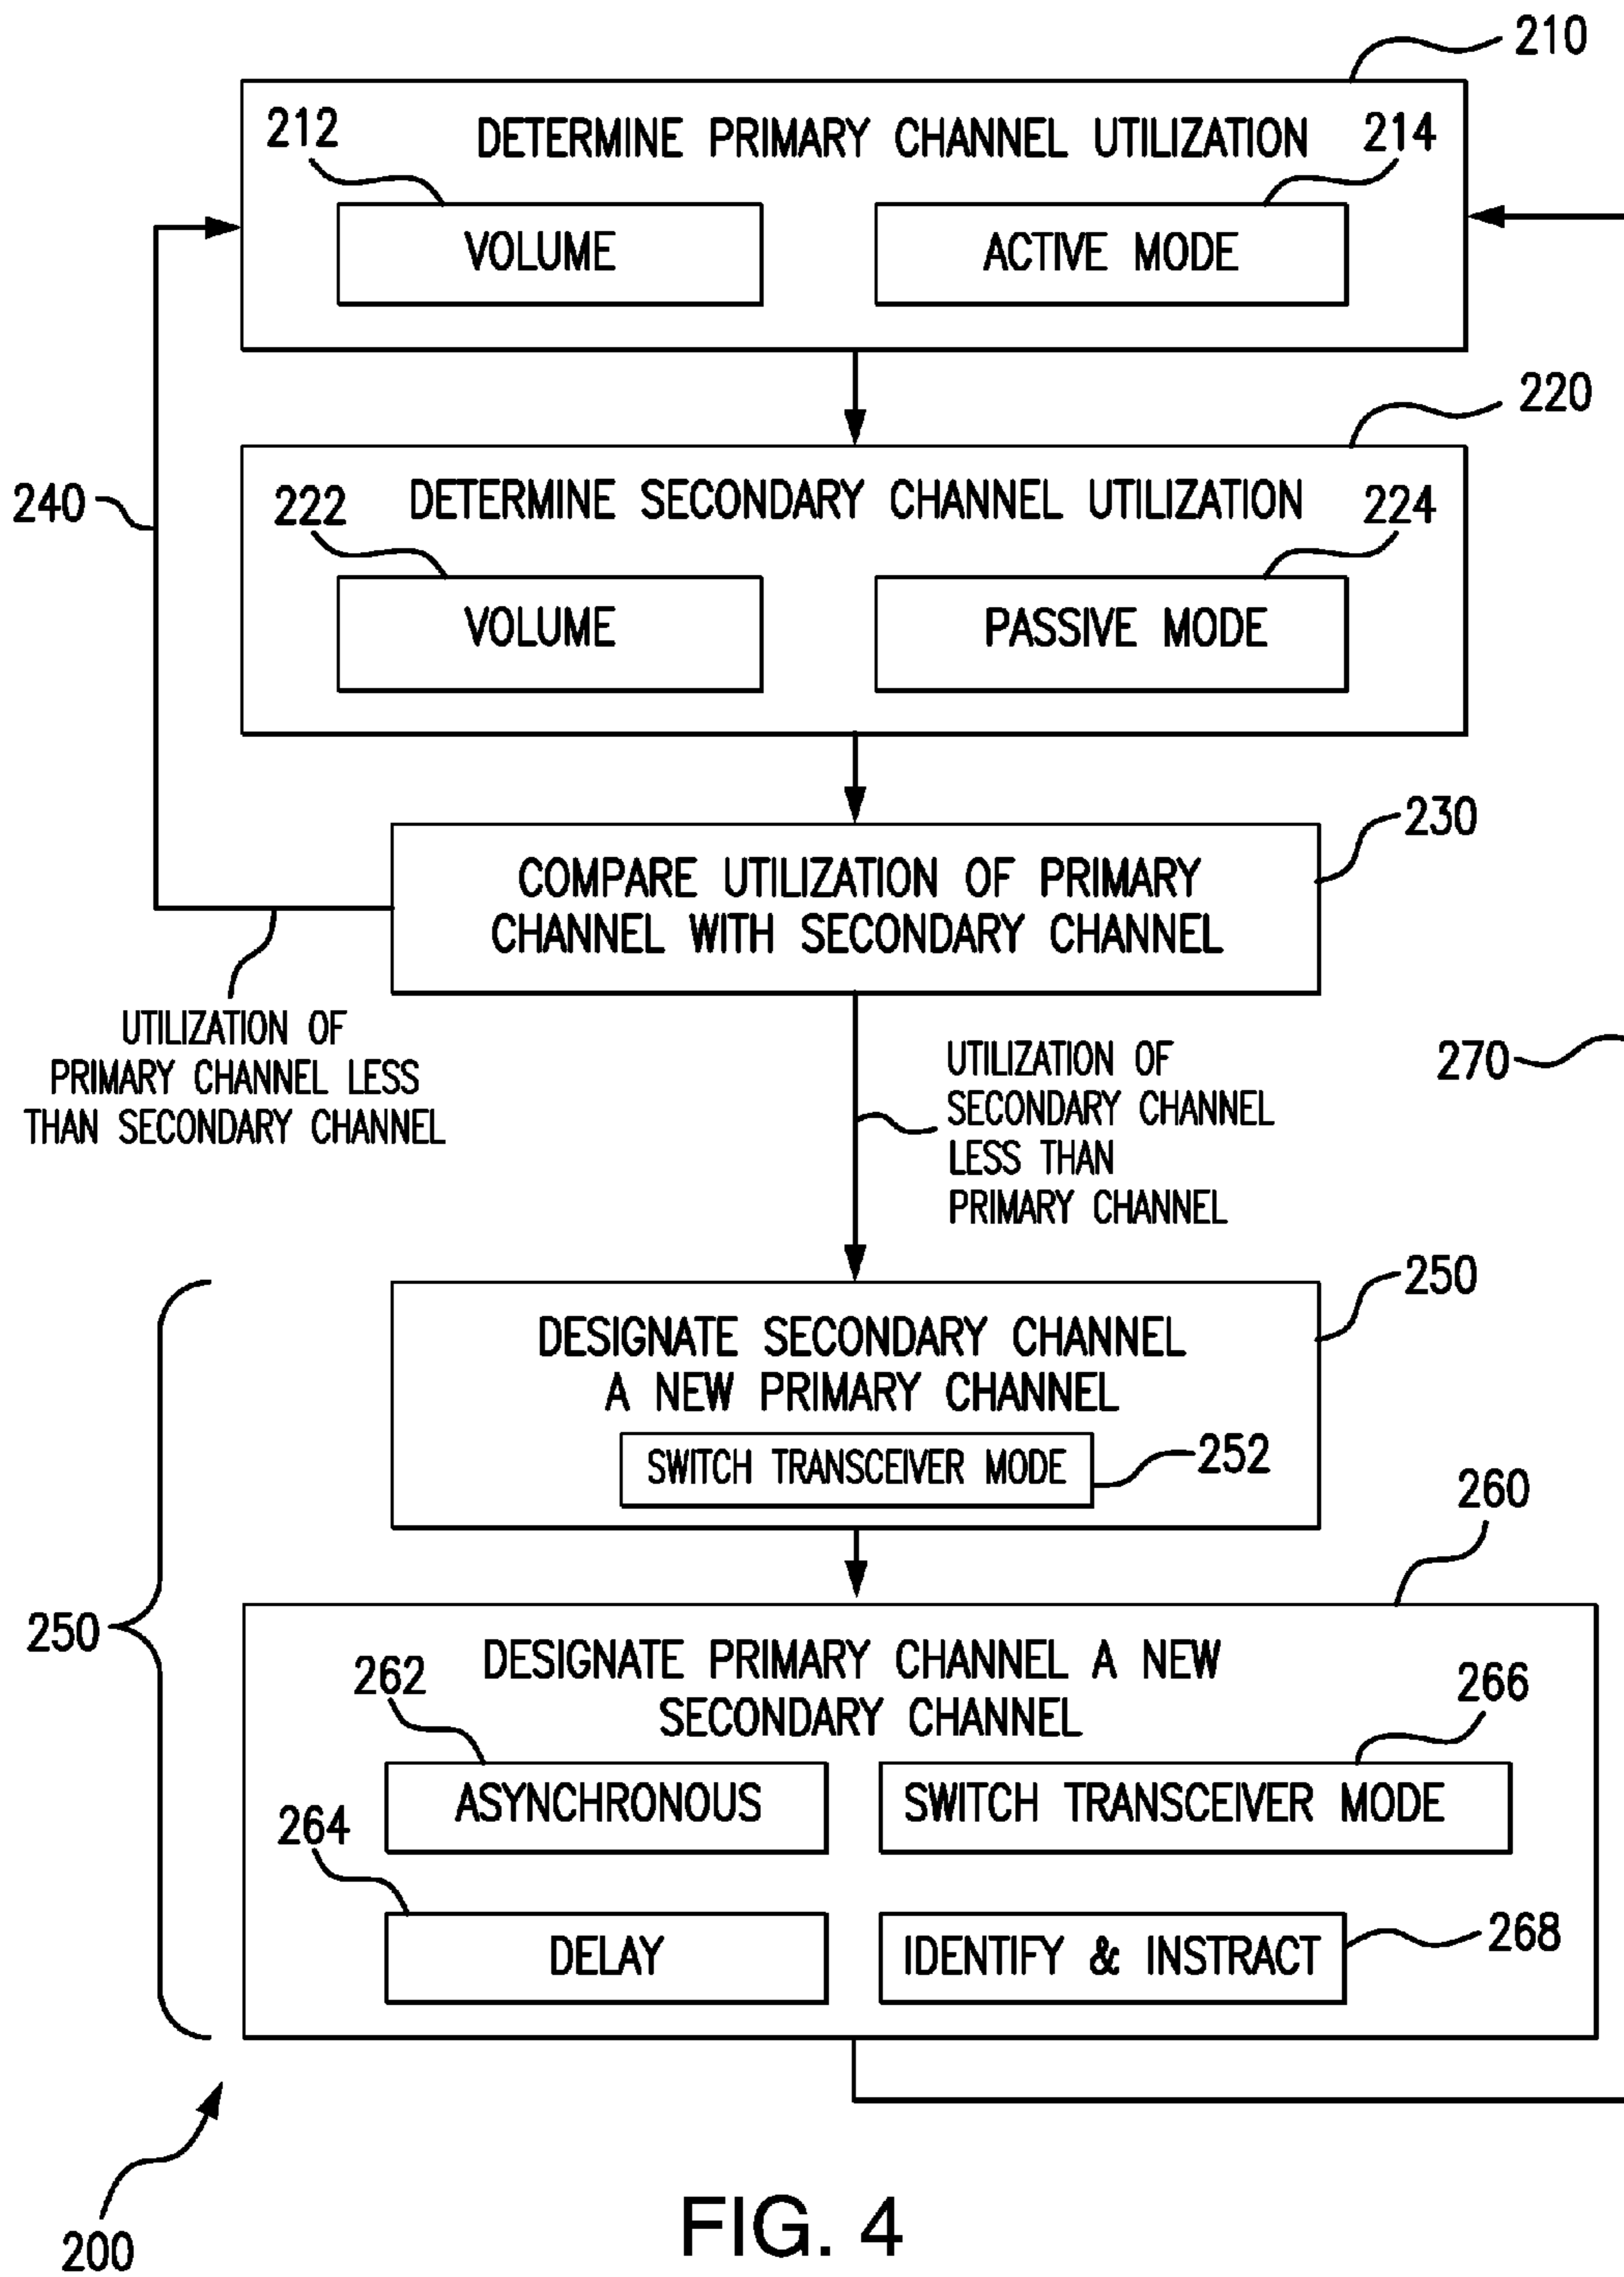 210
212
DETERMINE PRIMARY CHANNEL UTILIZATION
214
VOLUME
ACTIVE MODE
220
240
222
DETERMINE SECONDARY CHANNEL UTILIZATION
224
VOLUME
PASSIVE MODE
230
COMPARE UTILIZATION OF PRIMARY
CHANNEL WITH SECONDARY CHANNEL
UTILIZATION OF
PRIMARY CHANNEL LESS
THAN SECONDARY CHANNEL
UTILIZATION OF
SECONDARY CHANNEL
LESS THAN
PRIMARY CHANNEL
270
250
DESIGNATE SECONDARY CHANNEL
A NEW PRIMARY CHANNEL
SWITCH TRANSCEIVER MODE
252
260
250
DESIGNATE PRIMARY CHANNEL A NEW
SECONDARY CHANNEL
262
266
ASYNCHRONOUS
SWITCH TRANSCEIVER MODE
264
DELAY
IDENTIFY & INSTRACT
268
200
FIG. 4